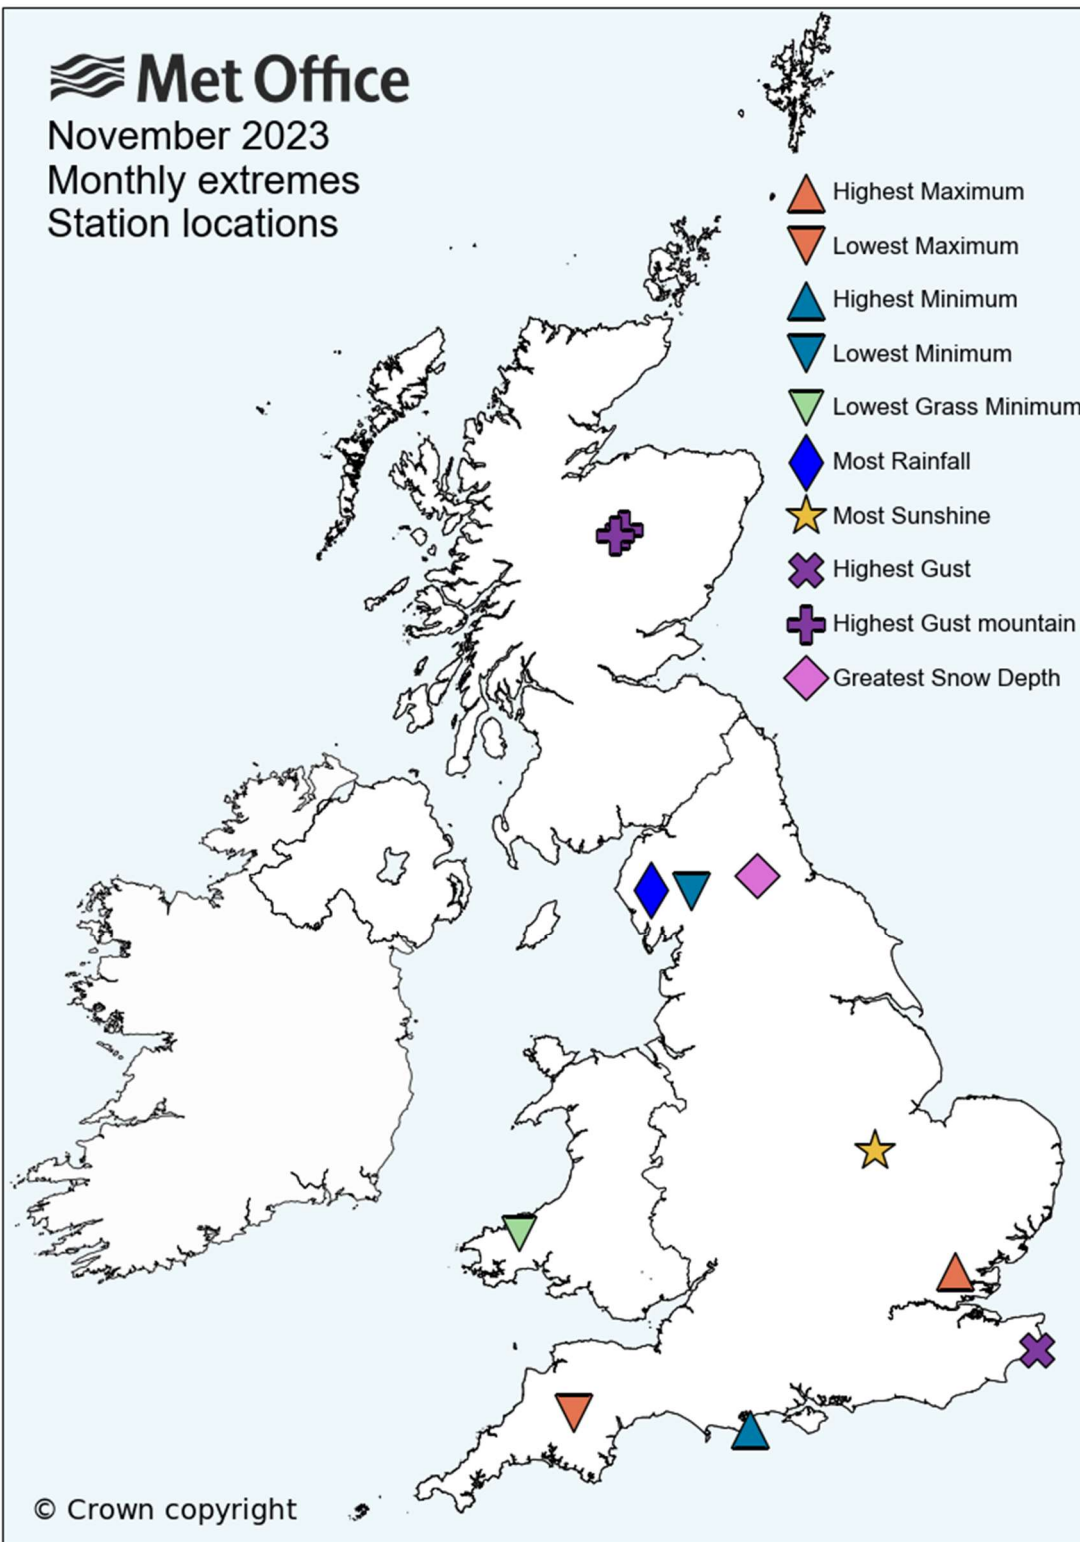 Met Office
November 2023
Monthly extremes
Station locations
Highest Maximum
Lowest Maximum
Highest Minimum
Lowest Minimum
Lowest Grass Minimum
Most Rainfall
Most Sunshine
Highest Gust
Highest Gust mountain
Greatest Snow Depth
© Crown copyright